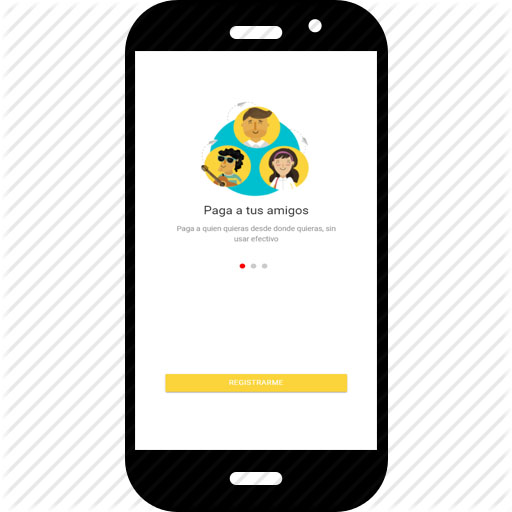 Paga a tus amigos
Paga a quien quieras desde donde quieras, sin
usar efectivo
REGISTRARME